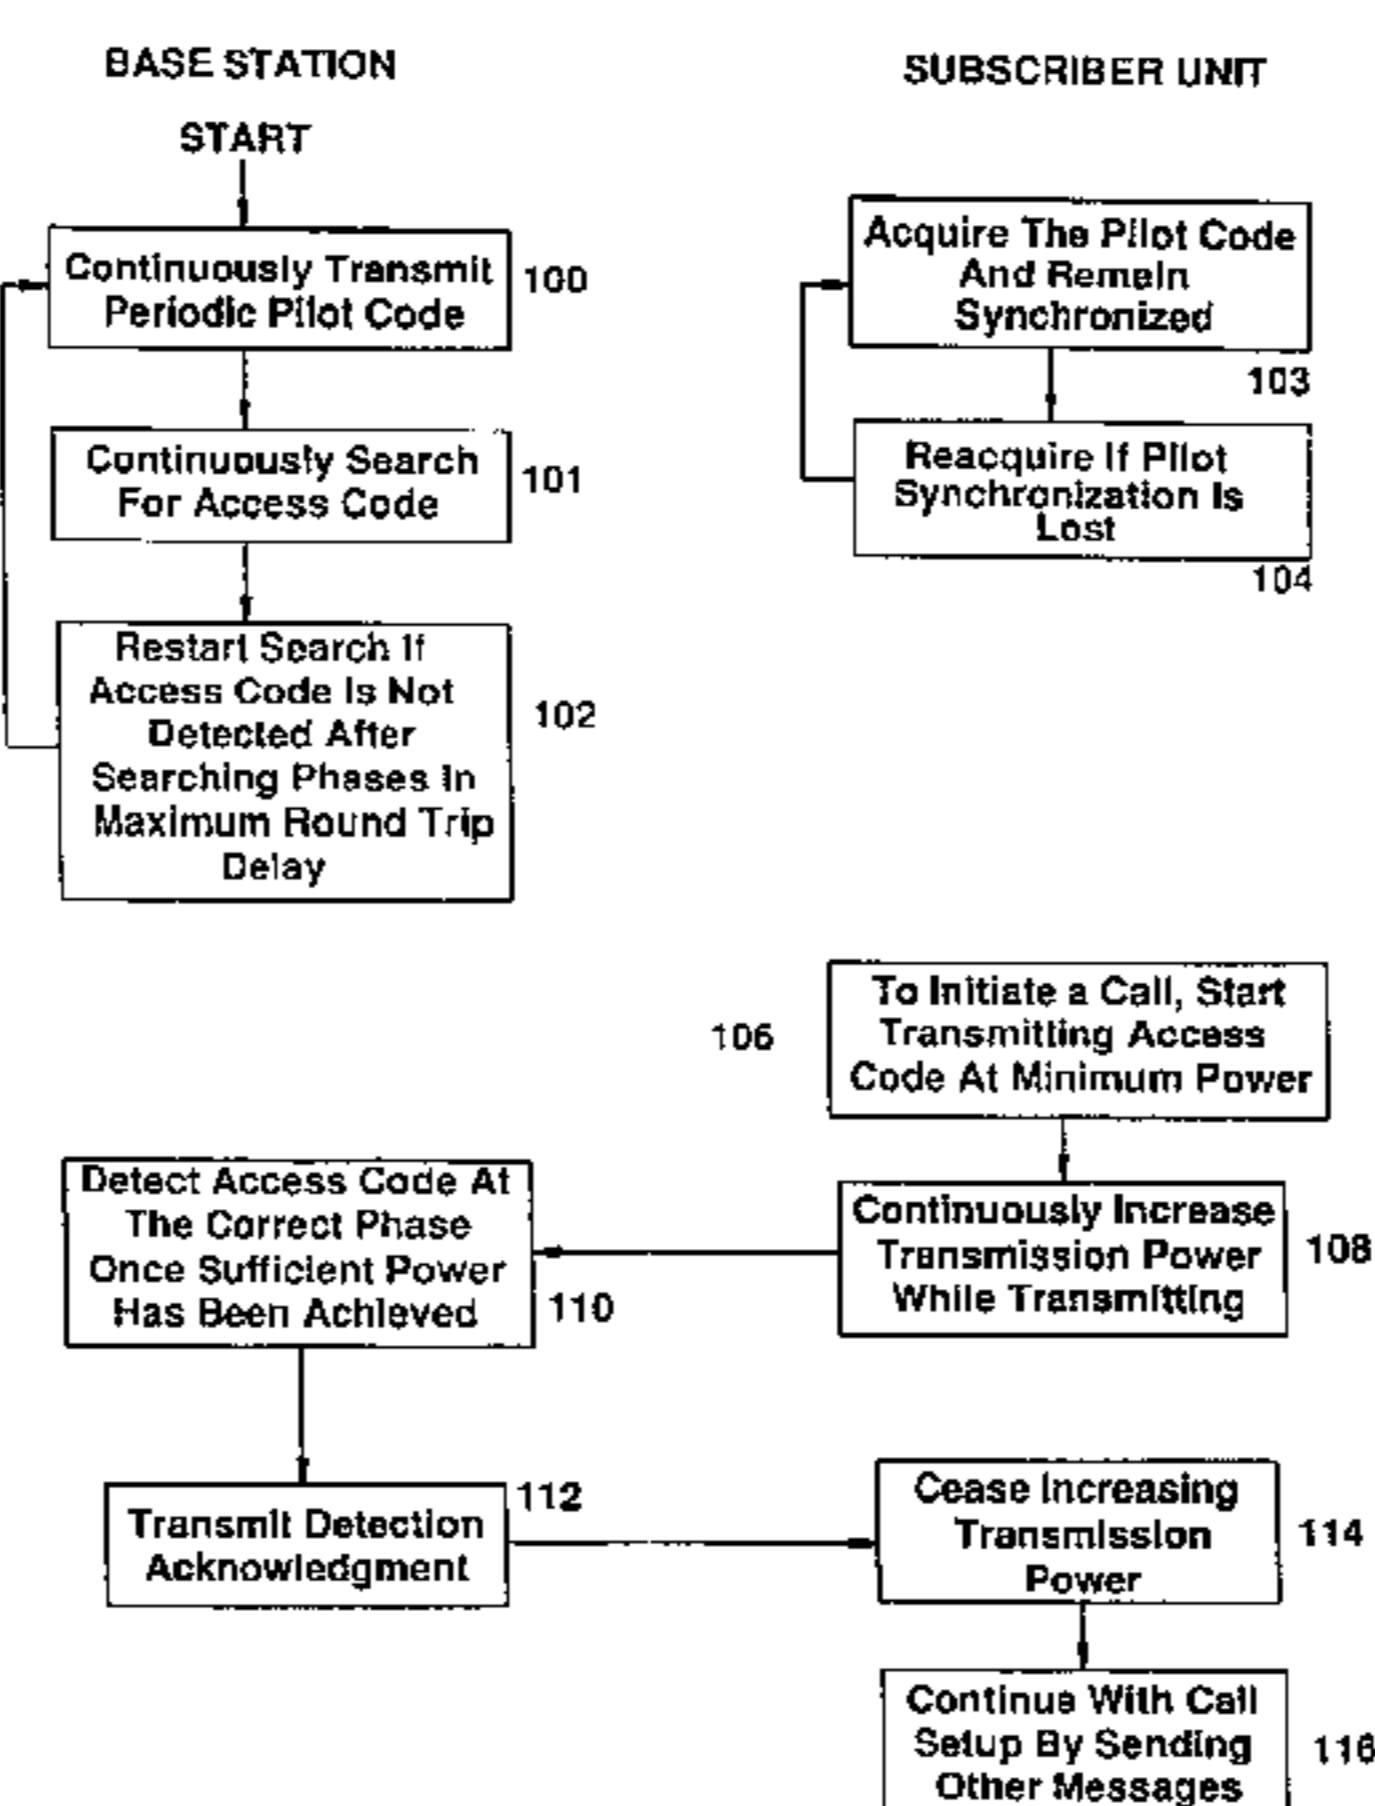 BASE STATION
SUBSCRIBER UNIT
START
Continuously Transmit
Periodic Pilot Code
100
Continuously Search
For Access Code
101
Restart Search If
Access Code Is Not
Detected After
Searching Phases In
Maximum Round Trip
Delay
102
Acquire The Pilot Code
And Remain
Synchronized
103
Reacquire If Pilot
Synchronization Is
Lost
104
106
To Initiate a Call, Start
Transmitting Access
Code At Minimum Power
Continuously Increase
Transmission Power
While Transmitting
108
Detect Access Code At
The Correct Phase
Once Sufficient Power
Has Been Achieved
110
Transmit Detection
Acknowledgment
112
Cease Increasing
Transmission
Power
114
Continue With Call
Setup By Sending
Other Messages
116